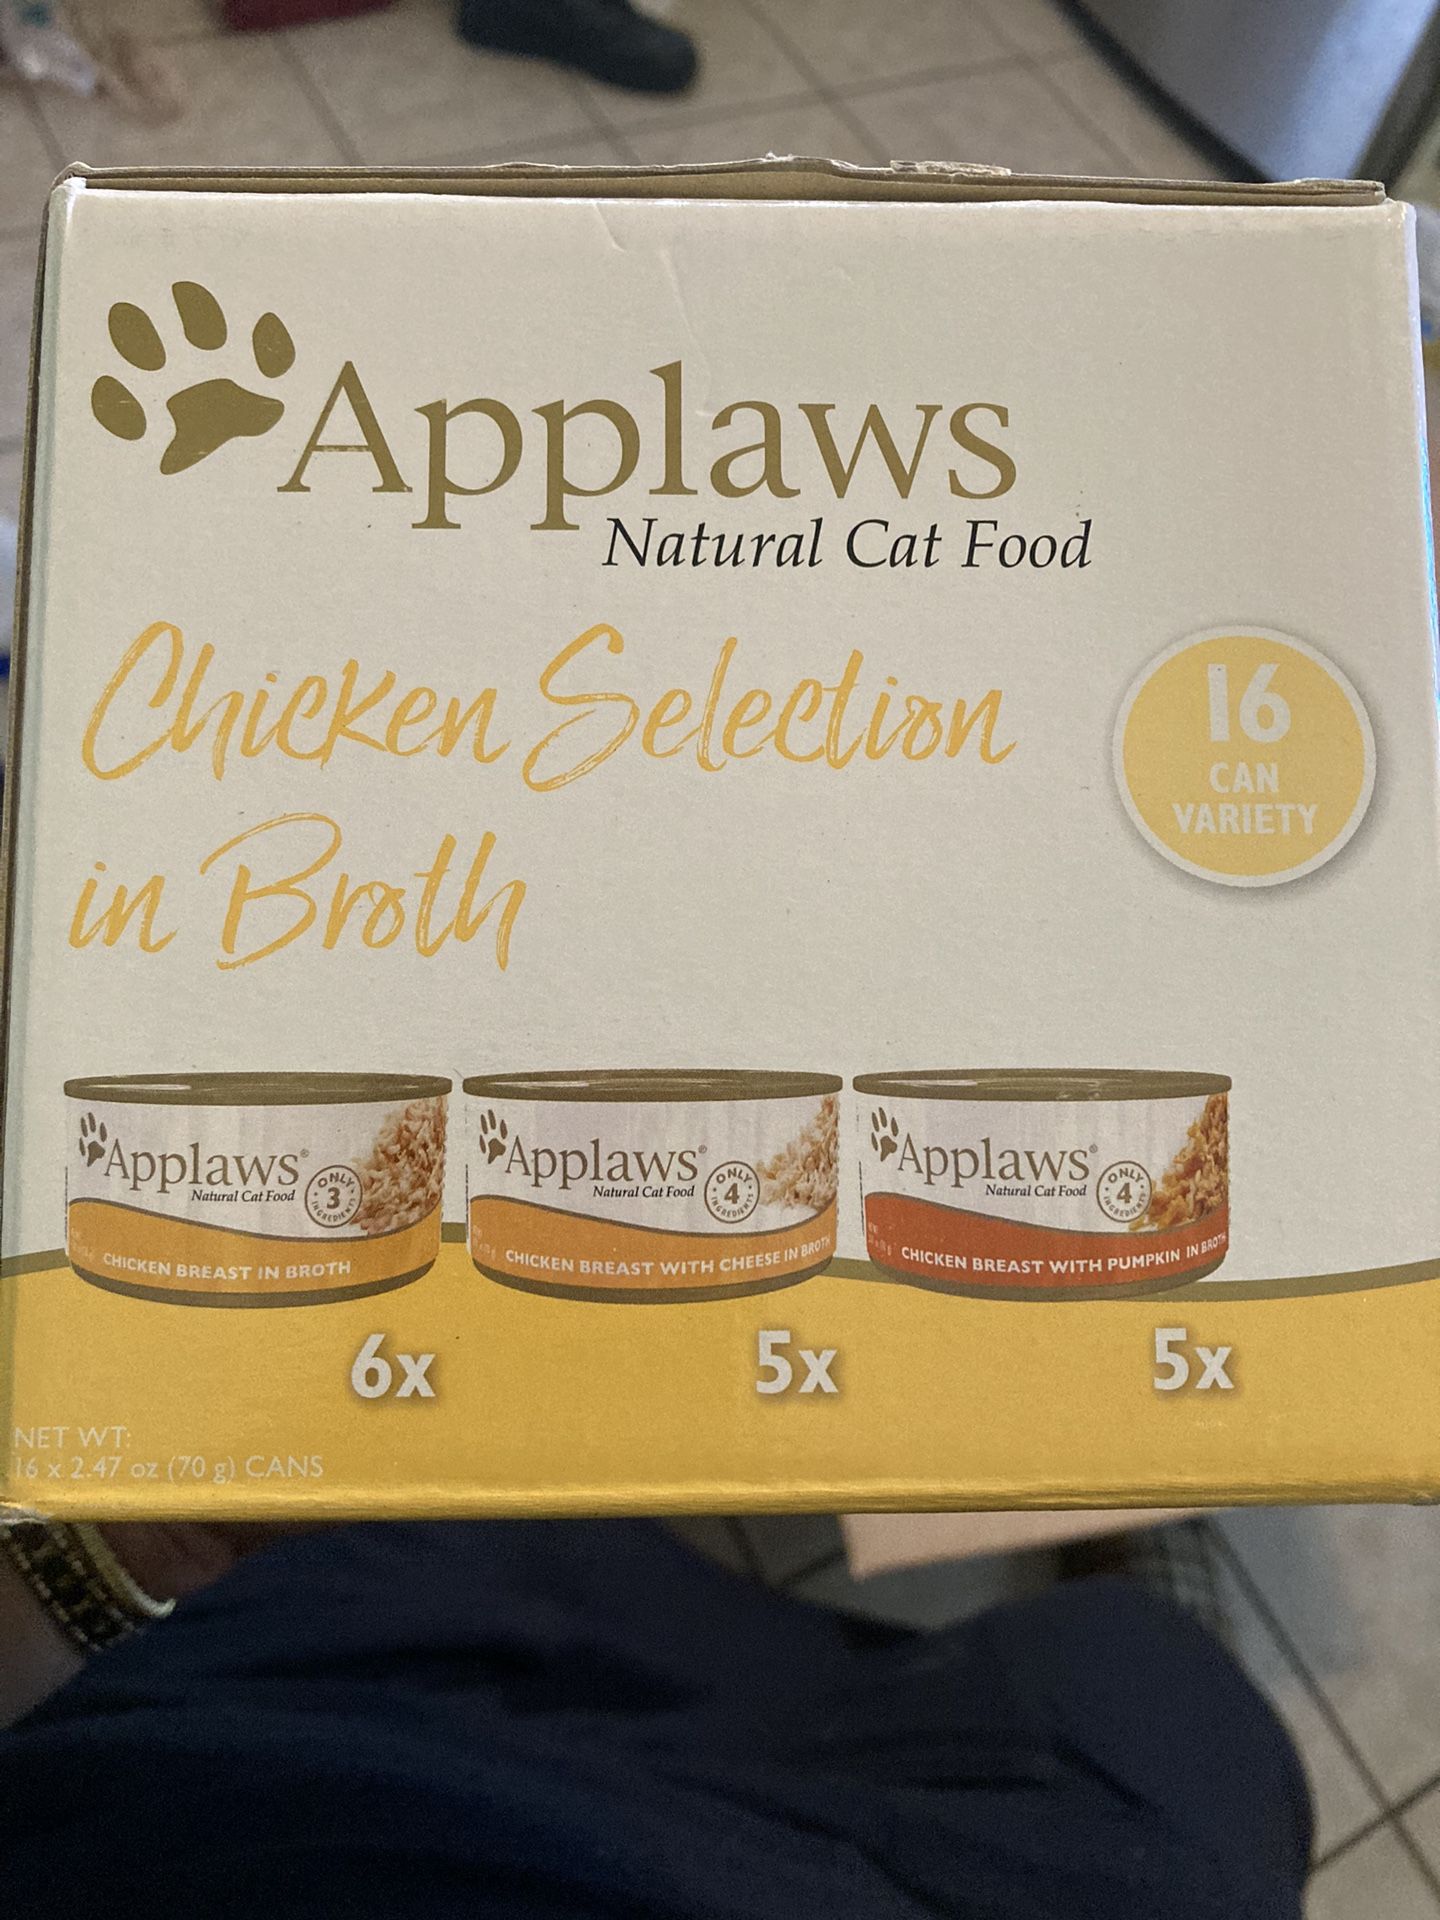 Applaws
Natural Cat Food
Chicken Selection
in Broth
16
CAN
VARIETY
Applaws®
Natural Cat Food
ONLY
3
INGREDIENTS
CHICKEN BREAST IN BROTH
6x
Applaws®
Natural Cat Food
ONLY
4
INGREDIENTS
CHICKEN BREAST WITH CHEESE IN BROTH
5x
Applaws®
Natural Cat Food
ONLY
4
INGREDIENTS
CHICKEN BREAST WITH PUMPKIN IN BROTH
5x
NET WT:
16 x 2.47 oz (70 g) CANS